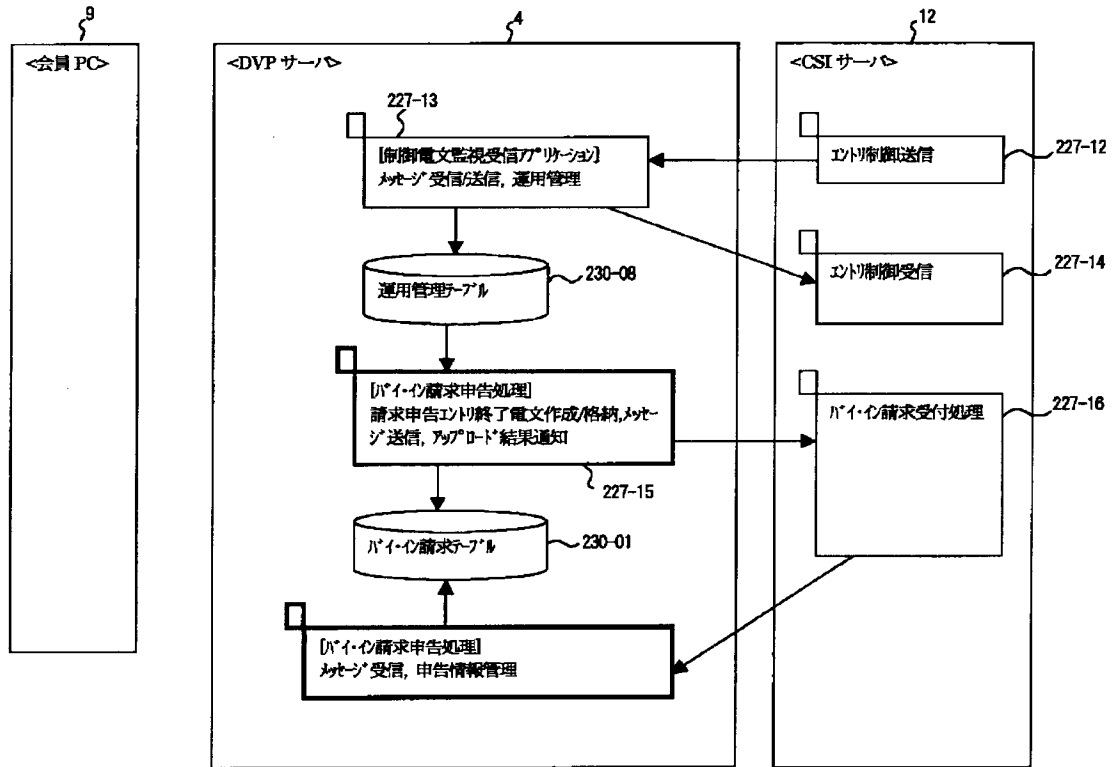 9
4
12
<会員 PC>
<DVP サーバ>
<CSI サーバ>
227-13
[制御電文監視受信アプリケーション]
メッセージ受信/送信, 運用管理
エントリ制御送信
227-12
エントリ制御受信
227-14
運用管理テーブル
230-08
[バイ・イン請求申告処理]
請求申告エントリ終了電文作成/格納,メッセー
ジ送信, アップロード結果通知
227-15
バイ・イン請求受付処理
227-16
バイ・イン請求テーブル
230-01
[バイ・イン請求申告処理]
メッセージ受信, 申告情報管理